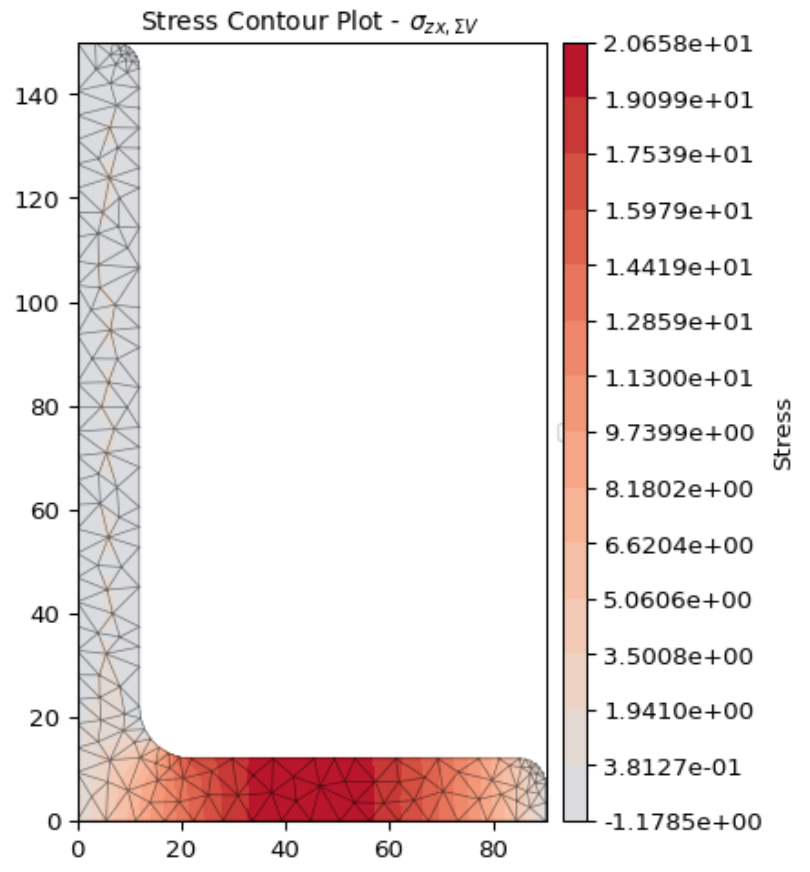 Stress Contour Plot - σzx, ΣV
2.0658e+01
1.9099e+01
1.7539e+01
1.5979e+01
1.4419e+01
1.2859e+01
1.1300e+01
9.7399e+00
8.1802e+00
6.6204e+00
5.0606e+00
3.5008e+00
1.9410e+00
3.8127e-01
-1.1785e+00
Stress
140
120
100
80
60
40
20
0
0 20 40 60 80